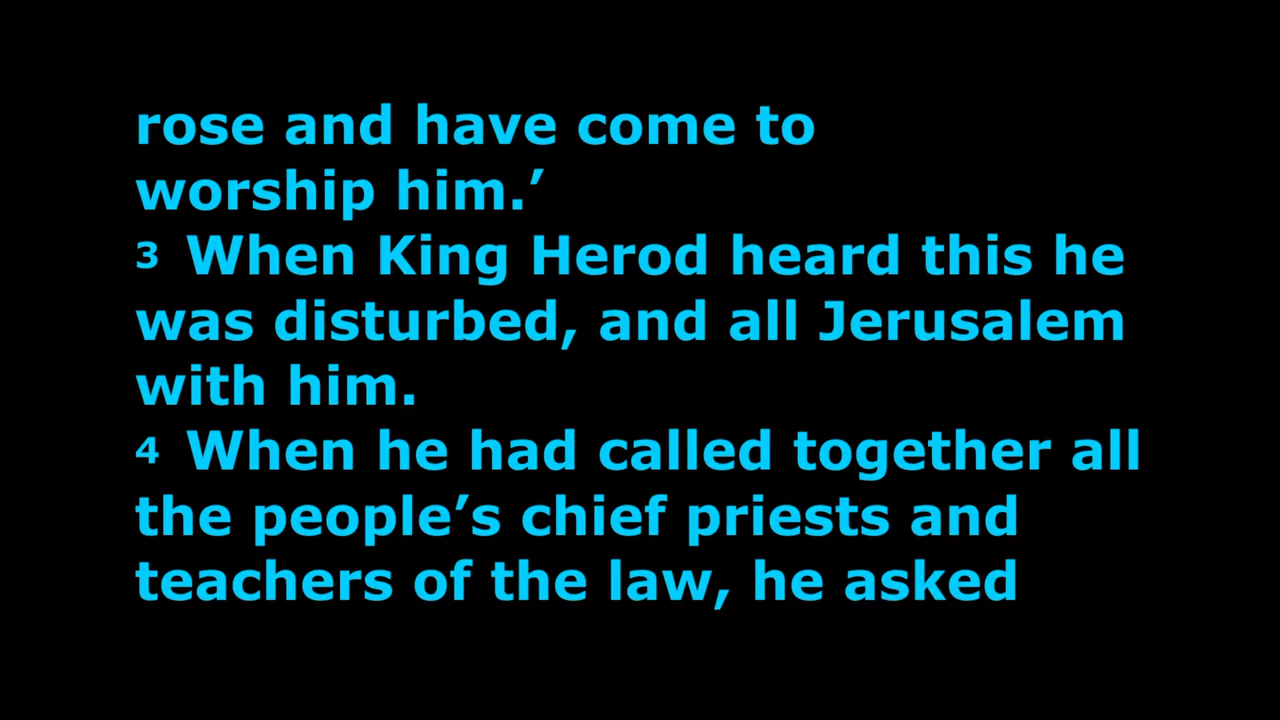 rose and have come to
worship him.’
3 When King Herod heard this he
was disturbed, and all Jerusalem
with him.
4 When he had called together all
the people’s chief priests and
teachers of the law, he asked